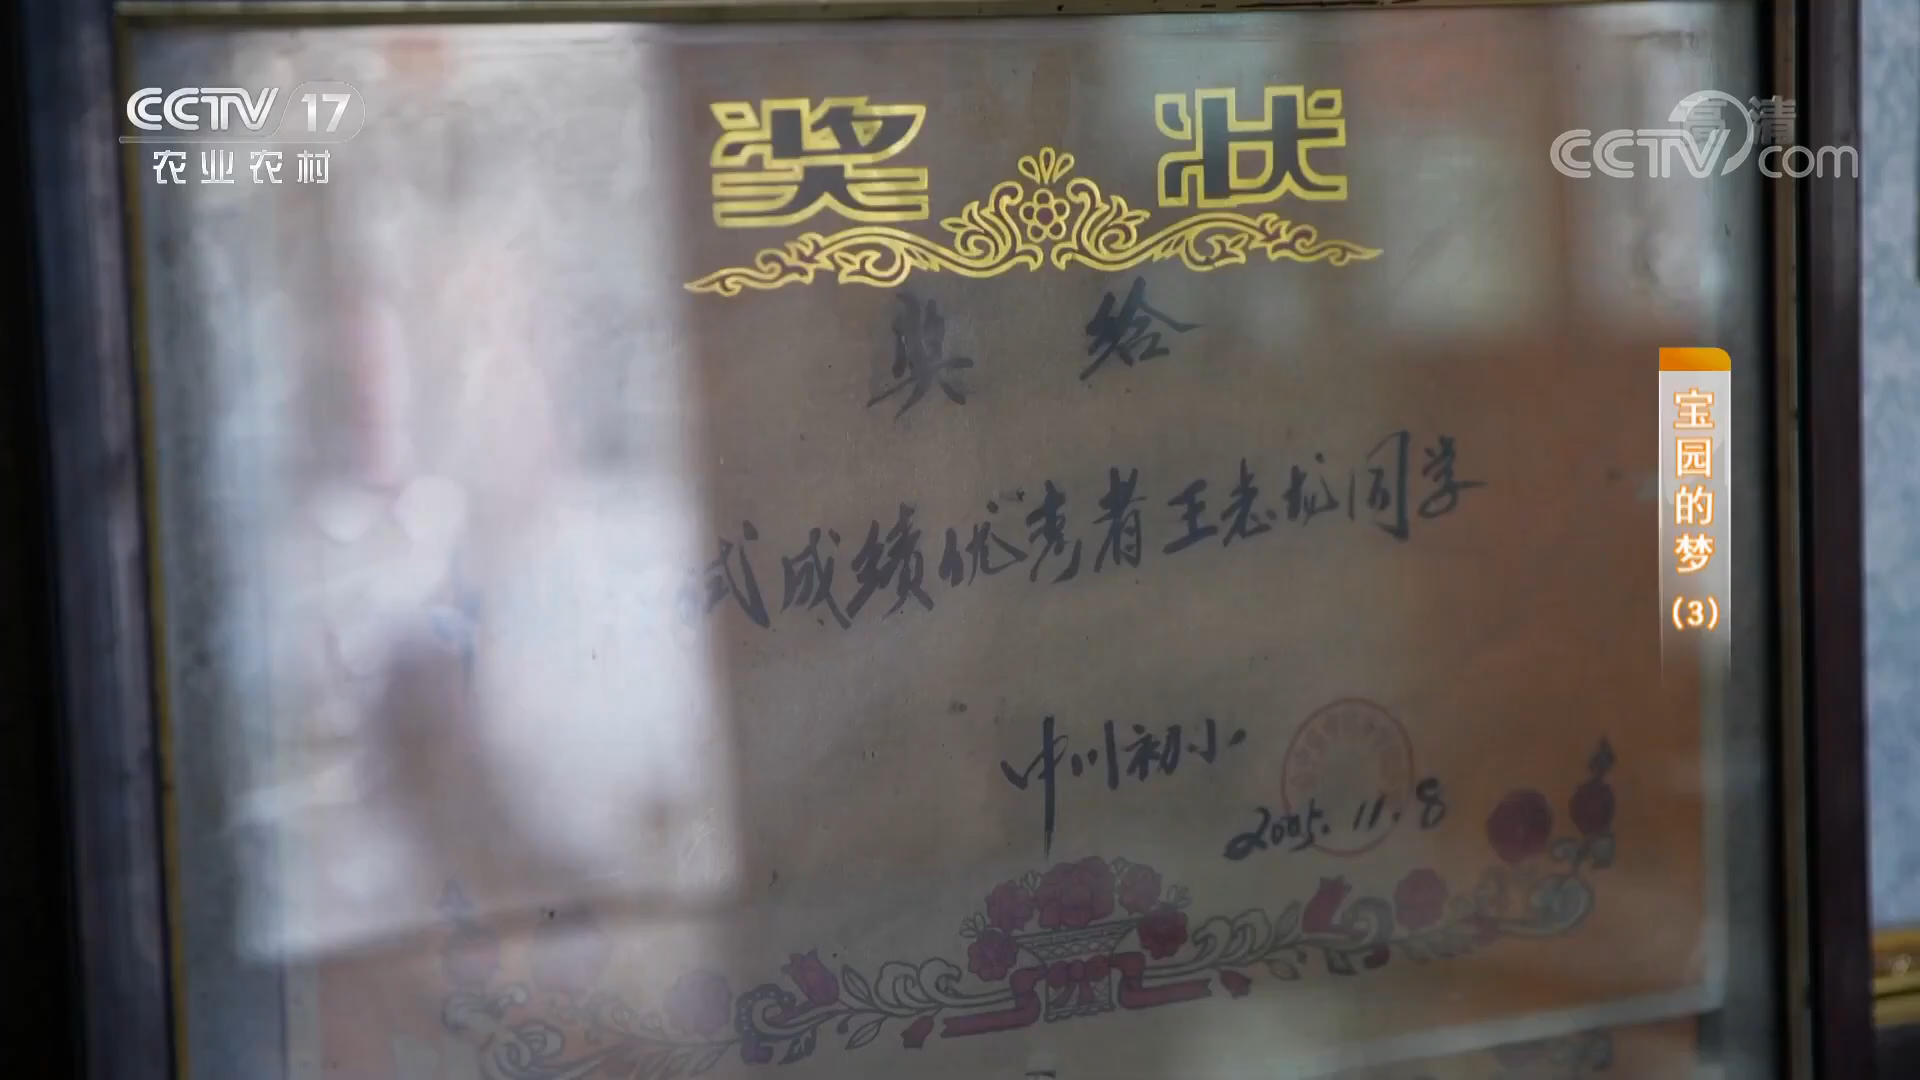 CCTV 17
农业农村
高清
CCTV com
奖状
奖给
试成绩优秀者王志龙同学
中川初小
2005.11.8
宝园的梦
(3)